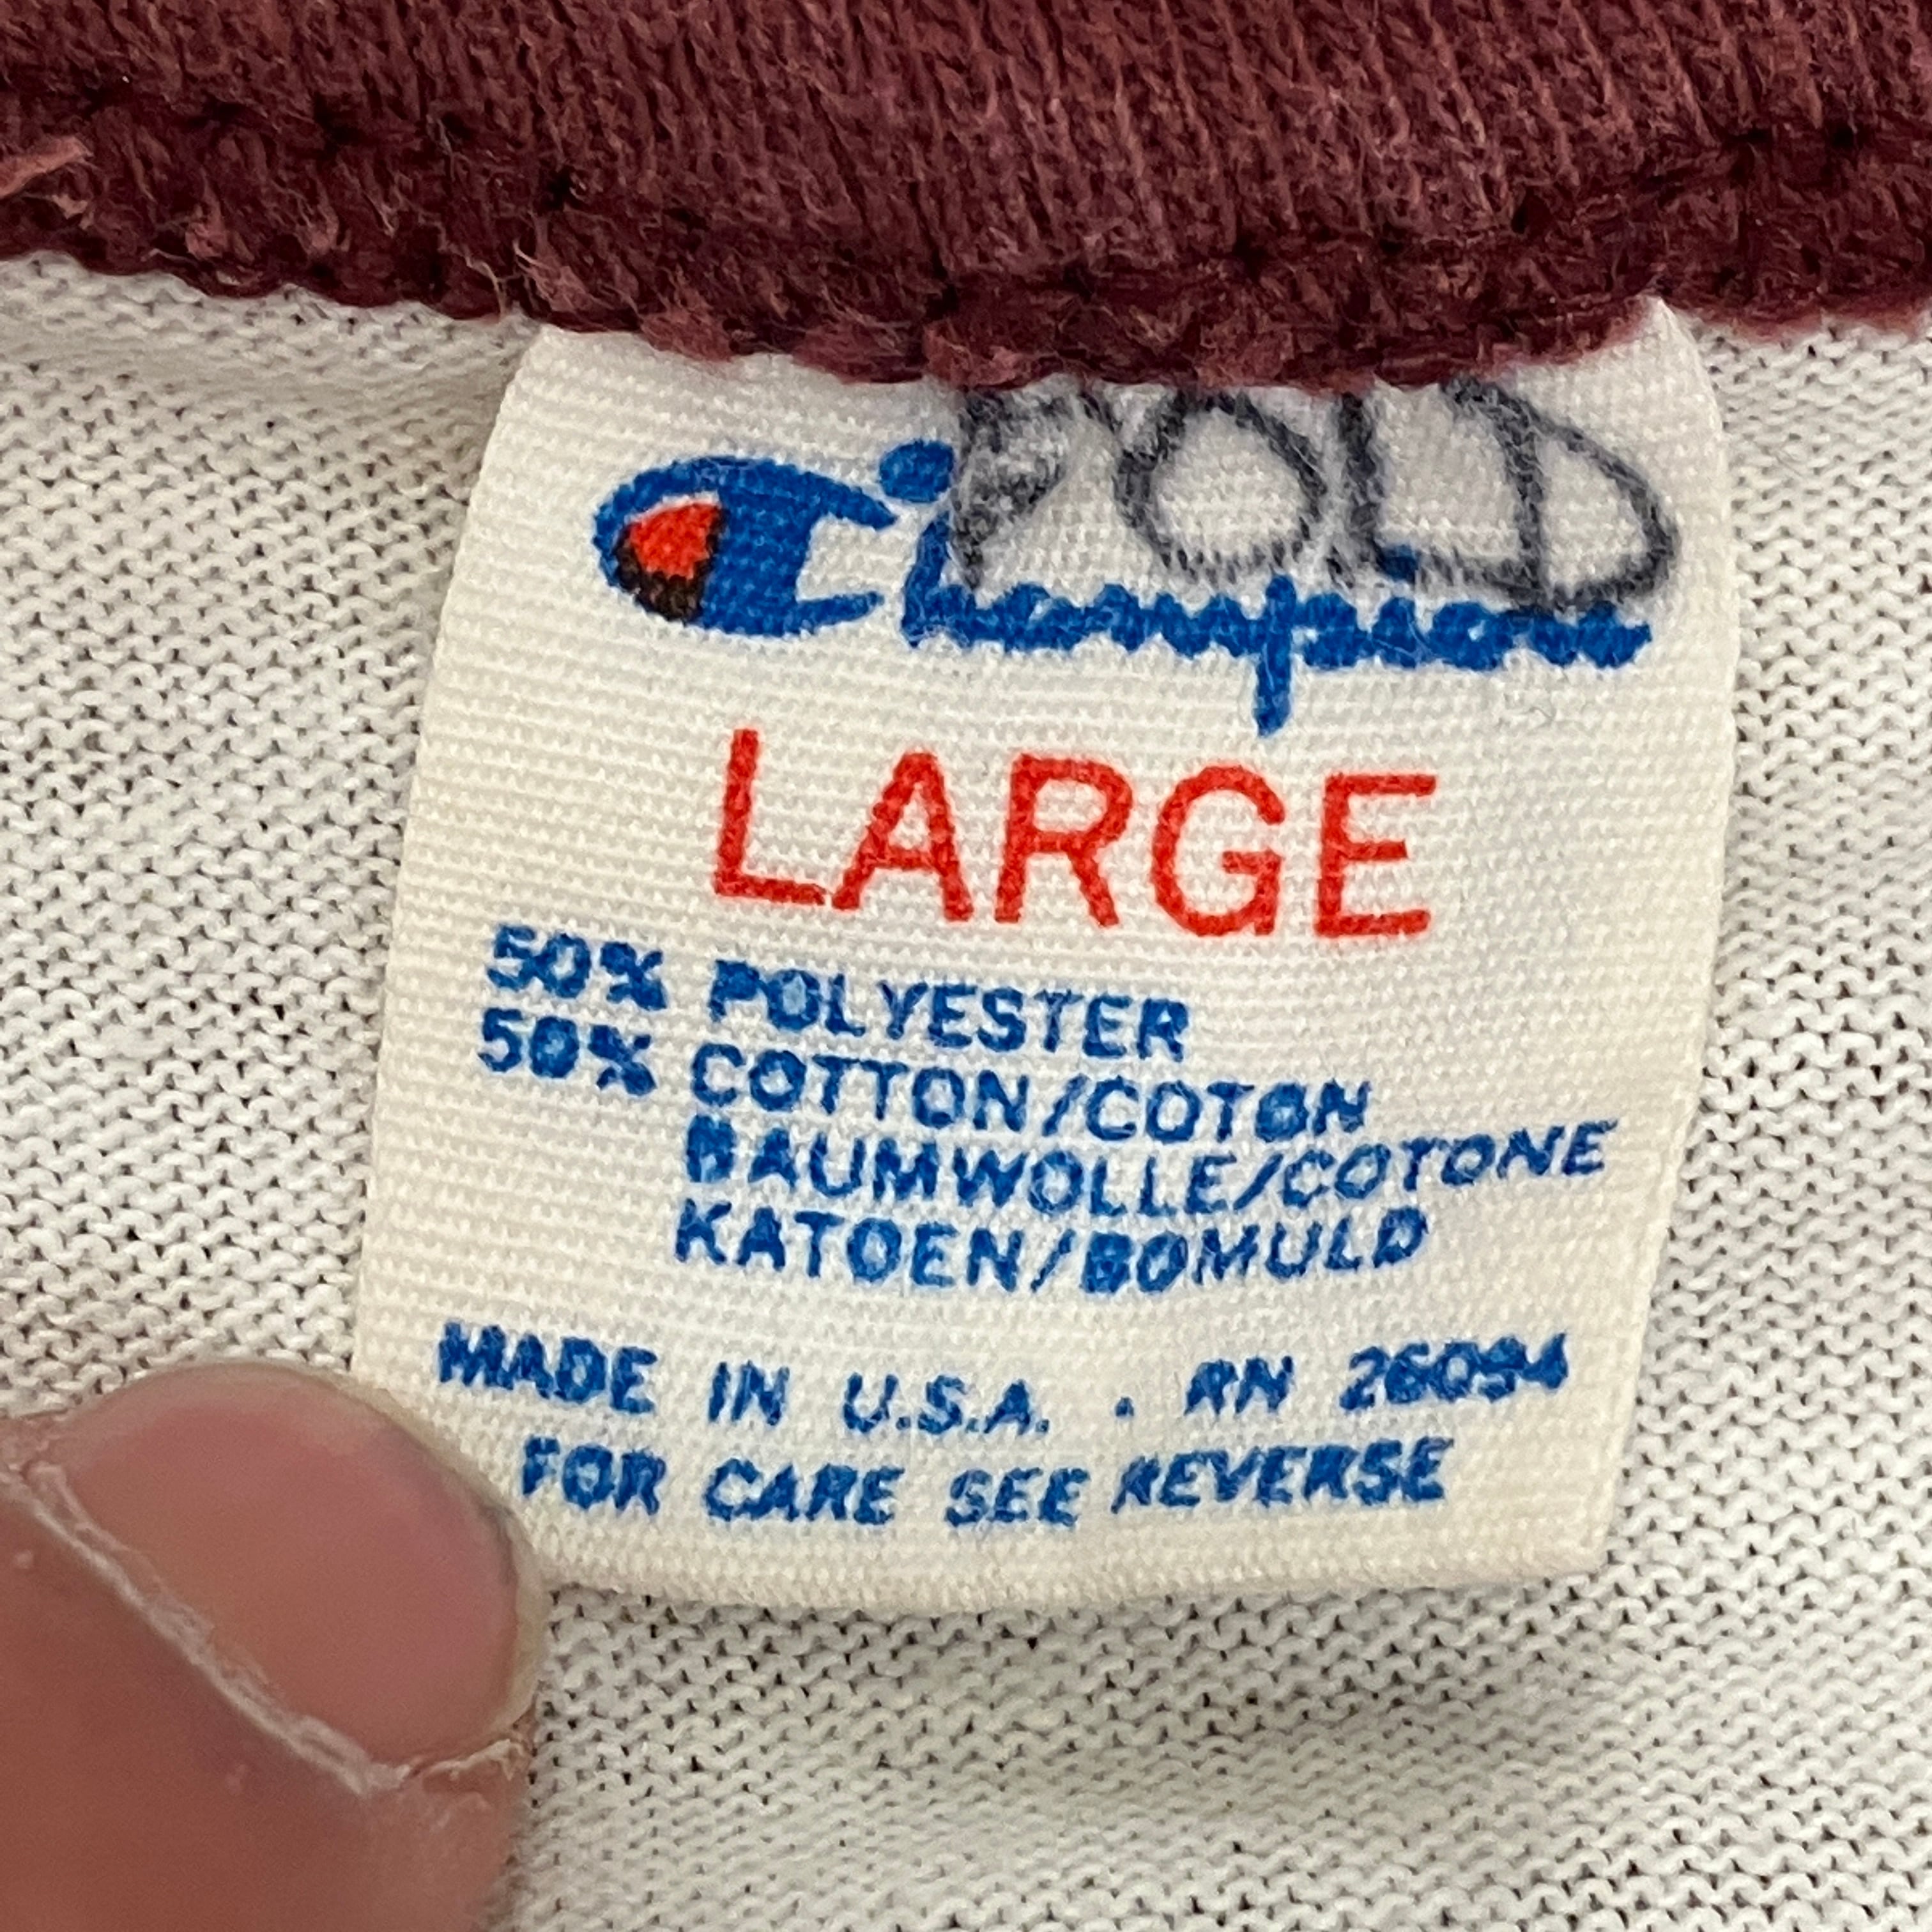 POLD
Champion
LARGE
50% POLYESTER
50% COTTON/COTON
BAUMWOLLE/COTONE
KATOEN/BOMULD
MADE IN U.S.A. . RN 26094
FOR CARE SEE REVERSE